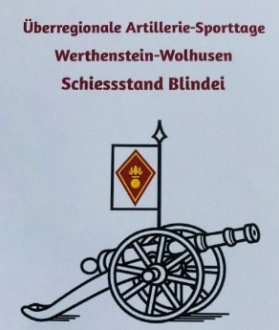 Überregionale Artillerie-Sporttage
Werthenstein-Wolhusen
Schiessstand Blindei